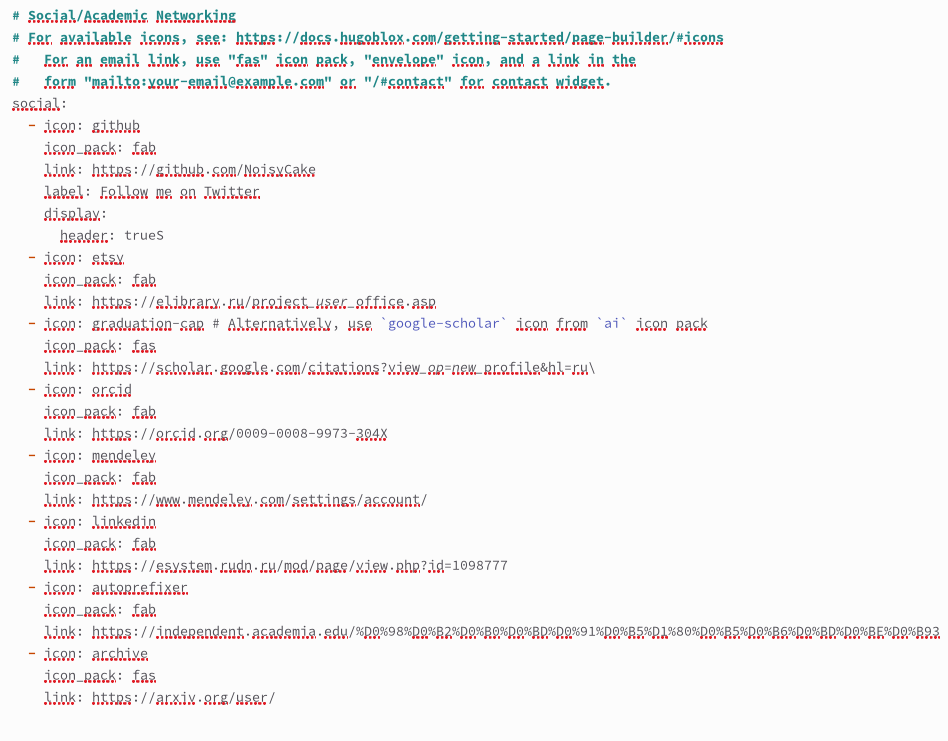 # Social/Academic Networking
# For available icons, see: https://docs.hugoblox.com/getting-started/page-builder/#icons
#   For an email link, use "fas" icon pack, "envelope" icon, and a link in the
#   form "mailto:your-email@example.com" or "/#contact" for contact widget.
social:
  - icon: github
    icon_pack: fab
    link: https://github.com/NoisyCake
    label: Follow me on Twitter
    display:
      header: trueS
  - icon: etsy
    icon_pack: fab
    link: https://elibrary.ru/project_user_office.asp
  - icon: graduation-cap # Alternatively, use `google-scholar` icon from `ai` icon pack
    icon_pack: fas
    link: https://scholar.google.com/citations?view_op=new_profile&hl=ru\
  - icon: orcid
    icon_pack: fab
    link: https://orcid.org/0009-0008-9973-304X
  - icon: mendeley
    icon_pack: fab
    link: https://www.mendeley.com/settings/account/
  - icon: linkedin
    icon_pack: fab
    link: https://esystem.rudn.ru/mod/page/view.php?id=1098777
  - icon: autoprefixer
    icon_pack: fab
    link: https://independent.academia.edu/%D0%98%D0%B2%D0%B0%D0%BD%D0%91%D0%B5%D1%80%D0%B5%D0%B6%D0%BD%D0%BE%D0%B93
  - icon: archive
    icon_pack: fas
    link: https://arxiv.org/user/